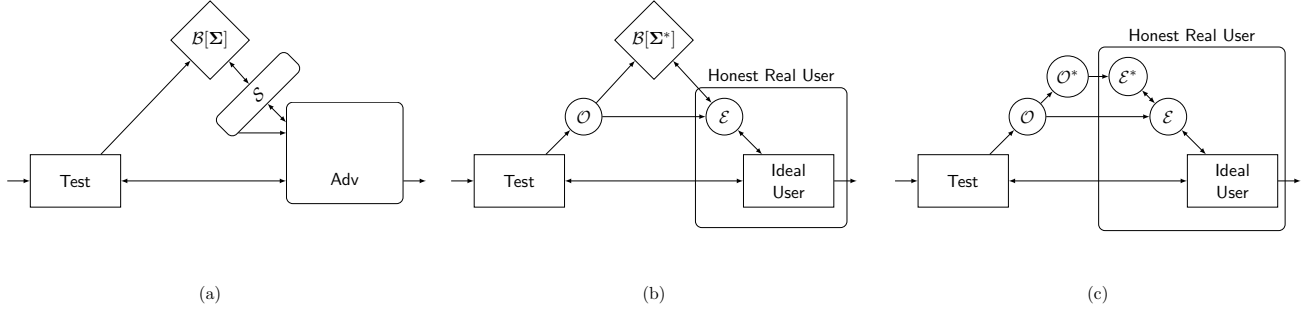 𝓑[𝚺]
S
Test
Adv
(a)
𝓑[𝚺*]
Honest Real User
𝒪
ℰ
Test
Ideal
User
(b)
Honest Real User
𝒪*
ℰ*
𝒪
ℰ
Test
Ideal
User
(c)